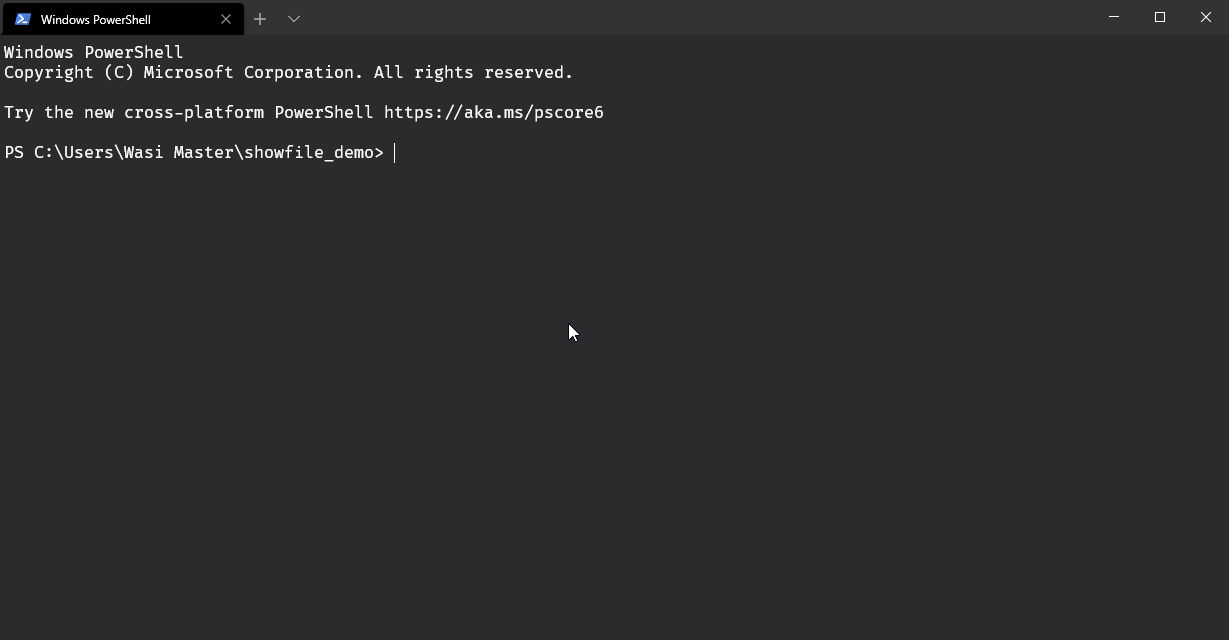 Windows PowerShell
Windows PowerShell
Copyright (C) Microsoft Corporation. All rights reserved.
Try the new cross-platform PowerShell https://aka.ms/pscore6
PS C:\Users\Wasi Master\showfile_demo>